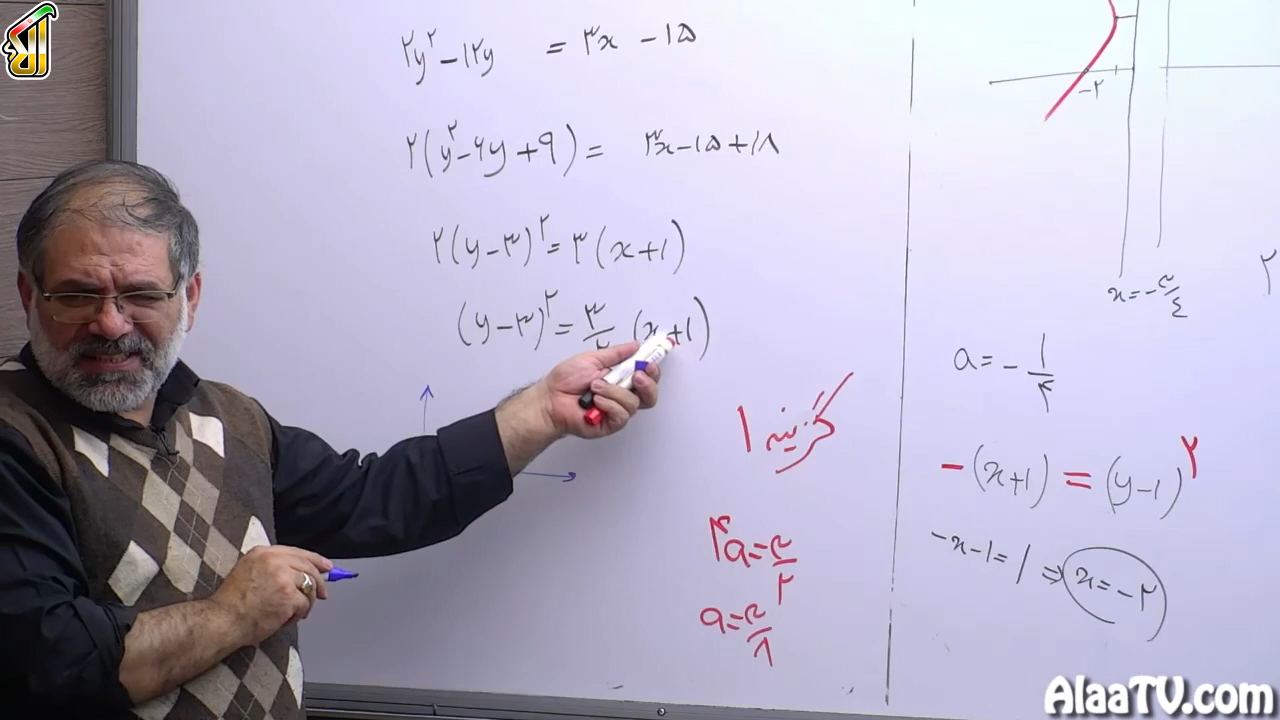 ۲y² - ۱۲y = ۳x - ۱۵
۲(y² - ۶y + ۹) = ۳x - ۱۵ + ۱۸
۲(y - ۳)² = ۳(x + ۱)
(y - ۳)² = ۳/۲ (x + ۱)
گزینه ۱
۴a = ۳/۲
a = ۳/۸
-۲
x = -۳/۴
۲
a = -۱/۴
-(x + ۱) = (y - ۱)²
-x - ۱ = ۱ ⇒ x = -۲
AlaaTV.com